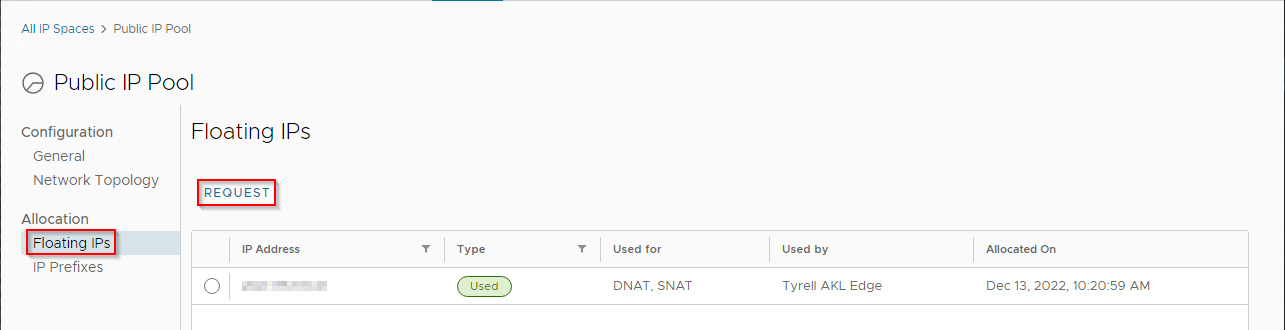 All IP Spaces > Public IP Pool
Public IP Pool
Configuration
General
Network Topology
Allocation
Floating IPs
IP Prefixes
Floating IPs
REQUEST
IP Address Type Used for Used by Allocated On
Used DNAT, SNAT Tyrell AKL Edge Dec 13, 2022, 10:20:59 AM